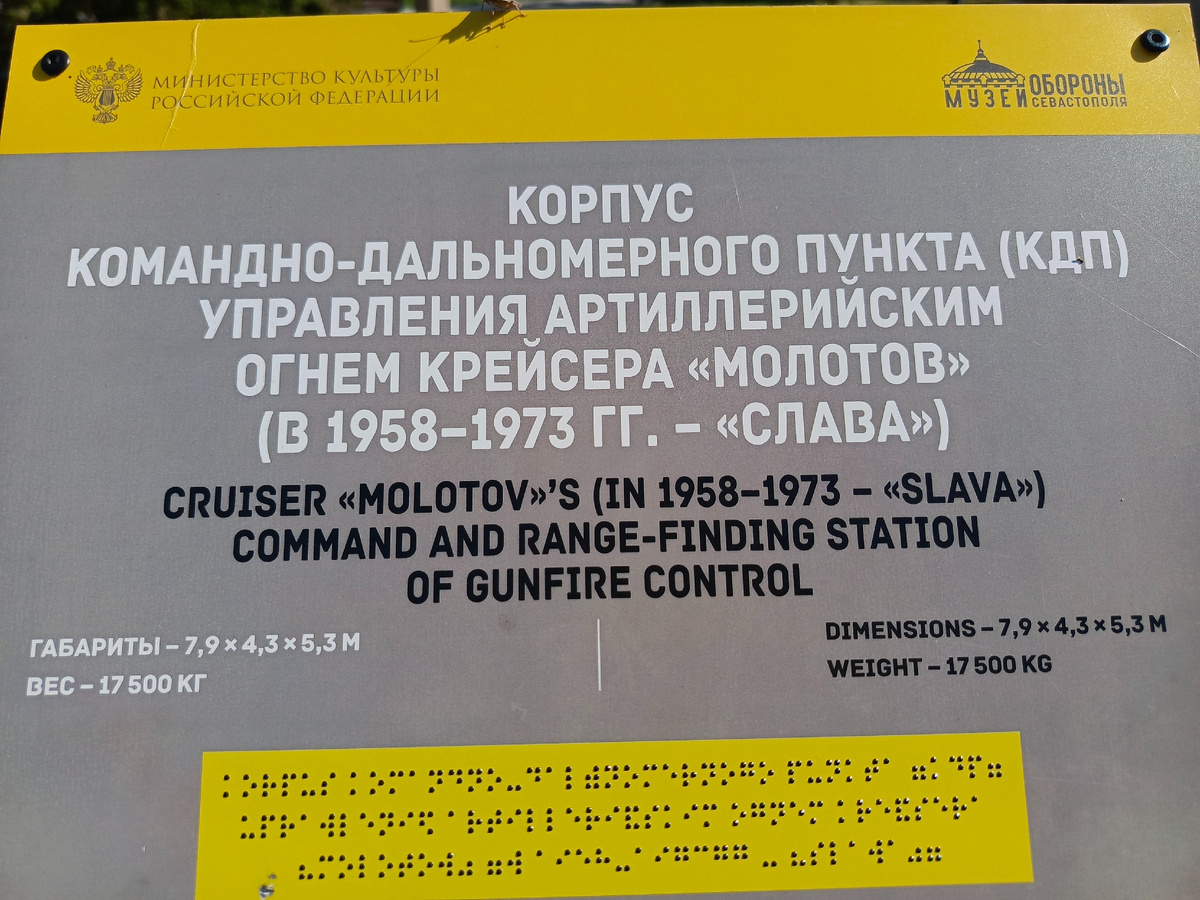 МИНИСТЕРСТВО КУЛЬТУРЫ
РОССИЙСКОЙ ФЕДЕРАЦИИ
МУЗЕЙ ОБОРОНЫ
СЕВАСТОПОЛЯ
КОРПУС
КОМАНДНО-ДАЛЬНОМЕРНОГО ПУНКТА (КДП)
УПРАВЛЕНИЯ АРТИЛЛЕРИЙСКИМ
ОГНЕМ КРЕЙСЕРА «МОЛОТОВ»
(В 1958–1973 ГГ. – «СЛАВА»)
CRUISER «MOLOTOV»'S (IN 1958–1973 – «SLAVA»)
COMMAND AND RANGE-FINDING STATION
OF GUNFIRE CONTROL
ГАБАРИТЫ – 7,9 × 4,3 × 5,3 М
ВЕС – 17 500 КГ
DIMENSIONS – 7,9 × 4,3 × 5,3 M
WEIGHT – 17 500 KG